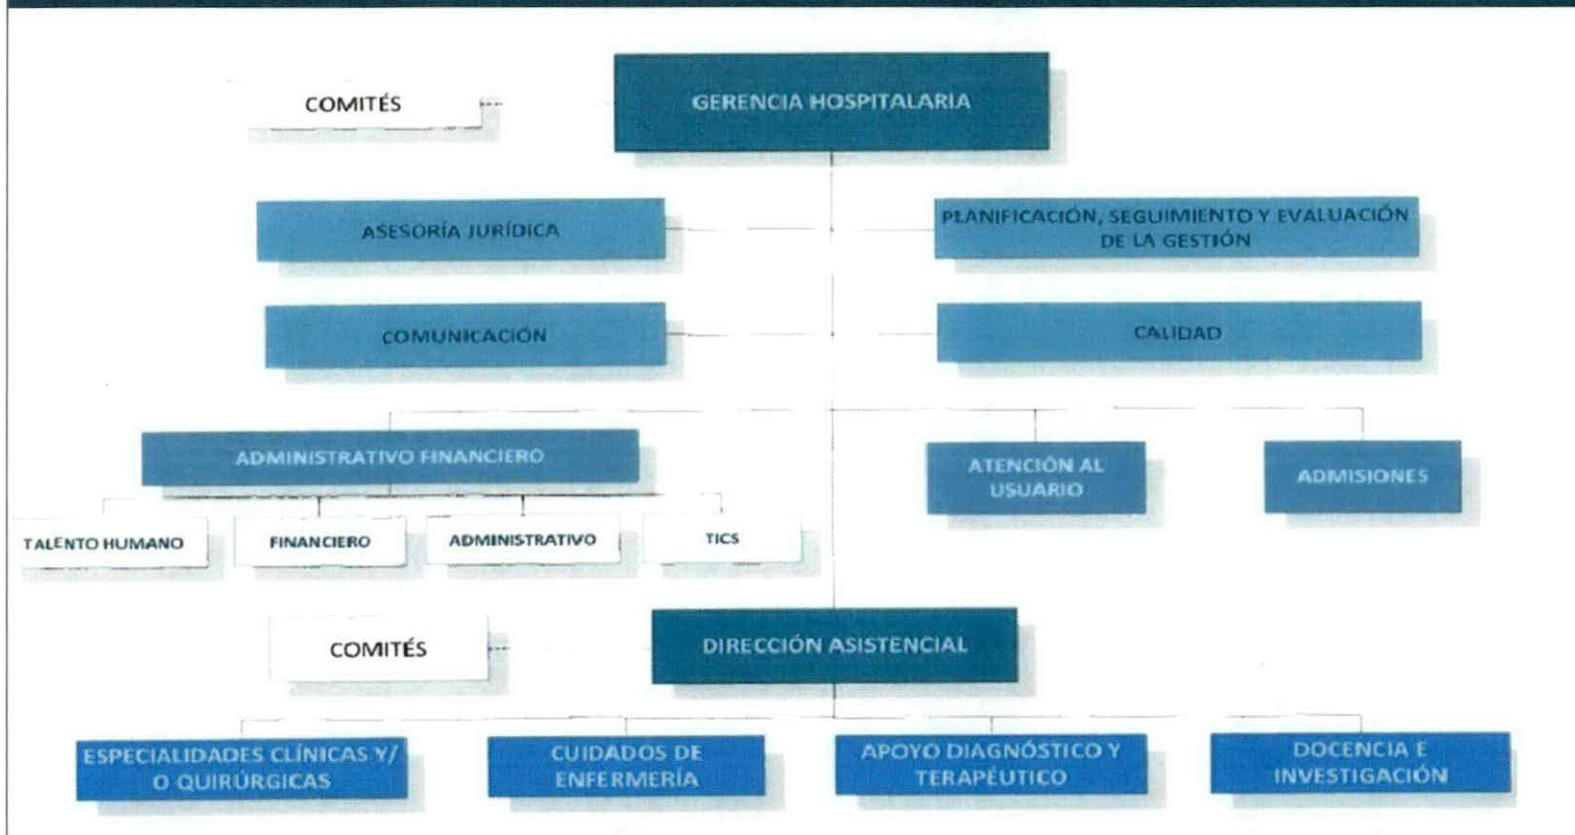 COMITÉS
GERENCIA HOSPITALARIA
ASESORÍA JURÍDICA
PLANIFICACIÓN, SEGUIMIENTO Y EVALUACIÓN
DE LA GESTIÓN
COMUNICACIÓN
CALIDAD
ADMINISTRATIVO FINANCIERO
ATENCIÓN AL
USUARIO
ADMISIONES
TALENTO HUMANO
FINANCIERO
ADMINISTRATIVO
TICS
COMITÉS
DIRECCIÓN ASISTENCIAL
ESPECIALIDADES CLÍNICAS Y/
O QUIRÚRGICAS
CUIDADOS DE
ENFERMERÍA
APOYO DIAGNÓSTICO Y
TERAPÉUTICO
DOCENCIA E
INVESTIGACIÓN